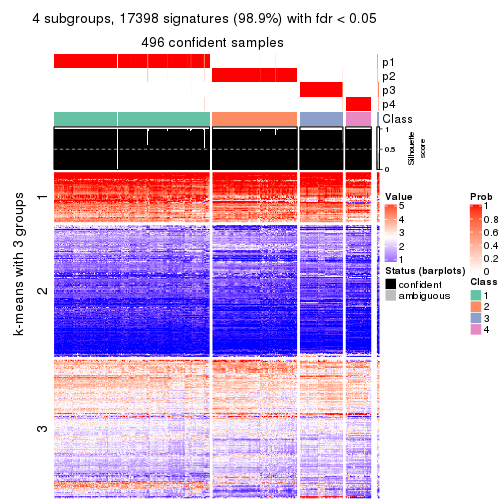 4 subgroups, 17398 signatures (98.9%) with fdr < 0.05
496 confident samples
p1
p2
p3
p4
Class
1
0.5
0
Silhouette
score
k-means with 3 groups
1
2
3
Value
5
4
3
2
1
Status (barplots)
confident
ambiguous
Prob
1
0.8
0.6
0.4
0.2
0
Class
1
2
3
4